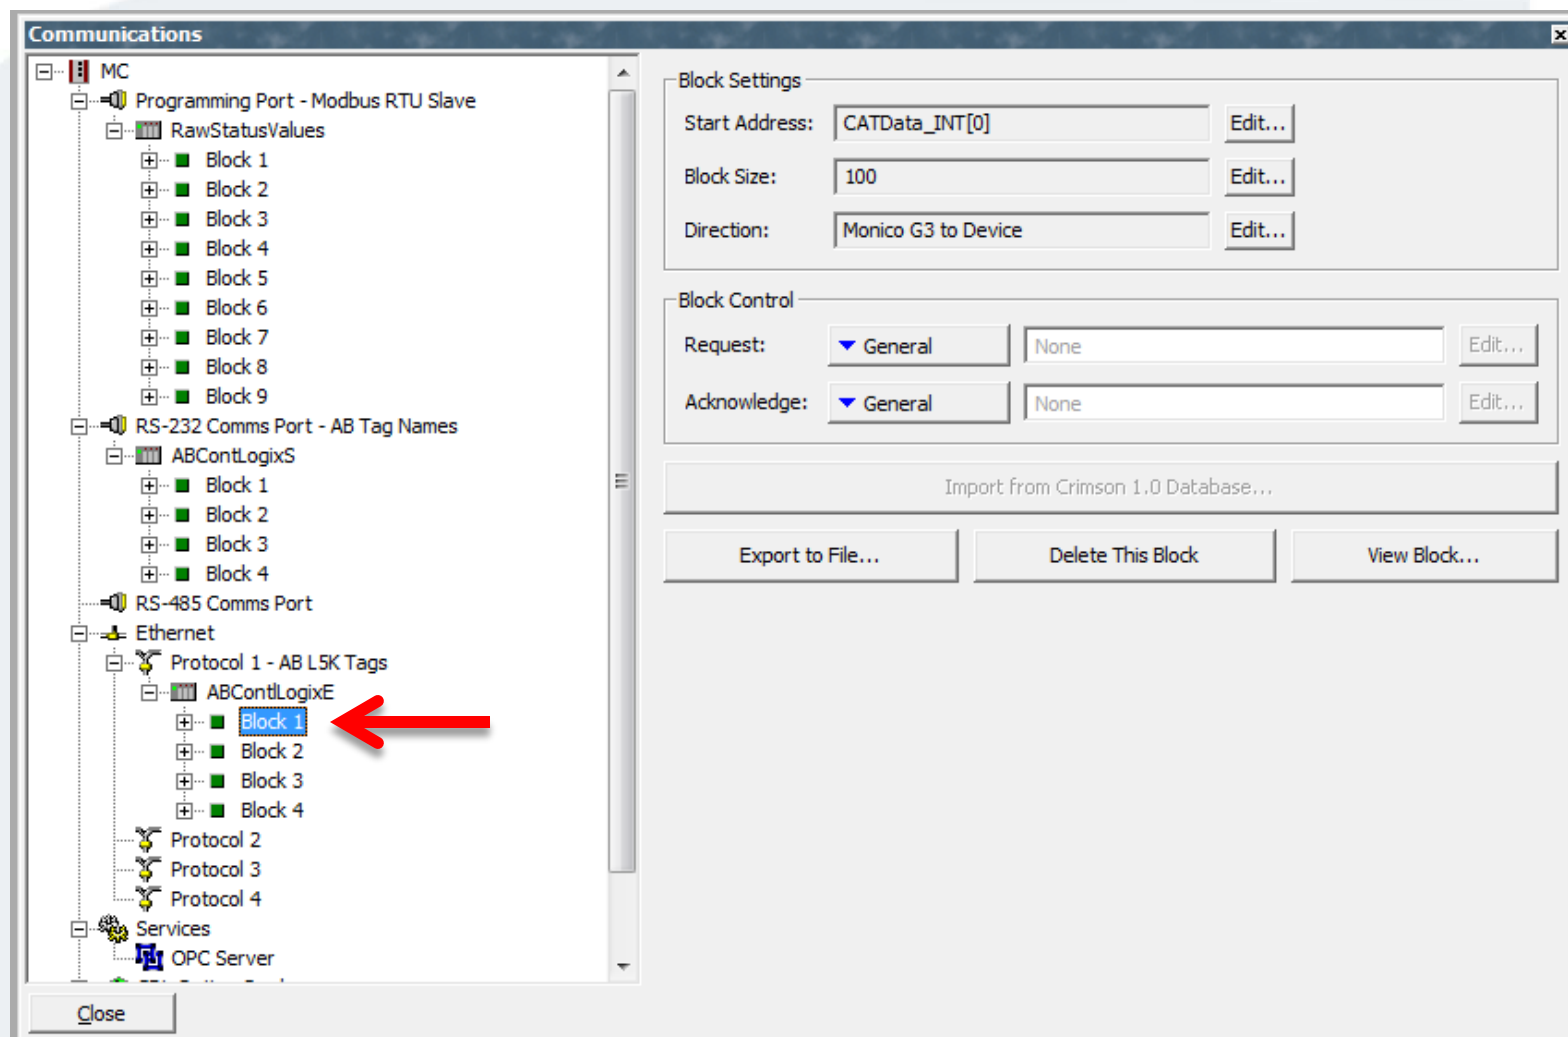 Communications
MC
Programming Port - Modbus RTU Slave
RawStatusValues
Block 1
Block 2
Block 3
Block 4
Block 5
Block 6
Block 7
Block 8
Block 9
RS-232 Comms Port - AB Tag Names
ABContLogixS
Block 1
Block 2
Block 3
Block 4
RS-485 Comms Port
Ethernet
Protocol 1 - AB L5K Tags
ABContlLogixE
Block 1
Block 2
Block 3
Block 4
Protocol 2
Protocol 3
Protocol 4
Services
OPC Server
Close
Block Settings
Start Address: CATData_INT[0] Edit...
Block Size: 100 Edit...
Direction: Monico G3 to Device Edit...
Block Control
Request: General None Edit...
Acknowledge: General None Edit...
Import from Crimson 1.0 Database...
Export to File... Delete This Block View Block...